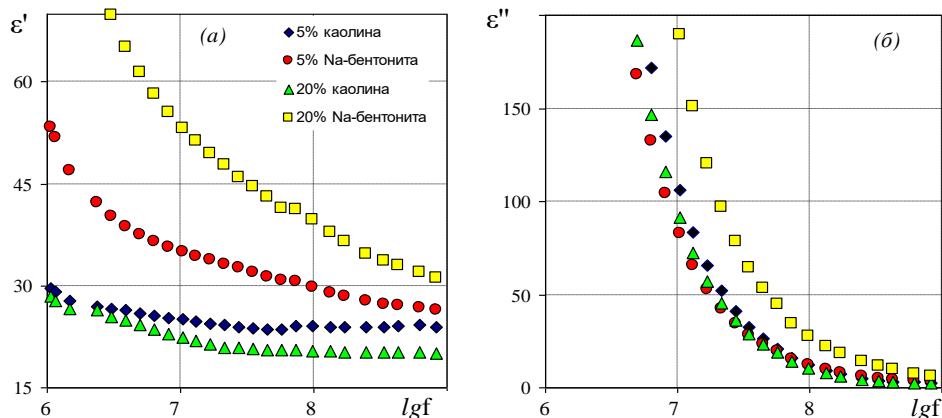 ε'
(а)
5% каолина
5% Na-бентонита
20% каолина
20% Na-бентонита
60
45
30
15
6
7
8
lgf
ε''
(б)
150
100
50
0
6
7
8
lgf